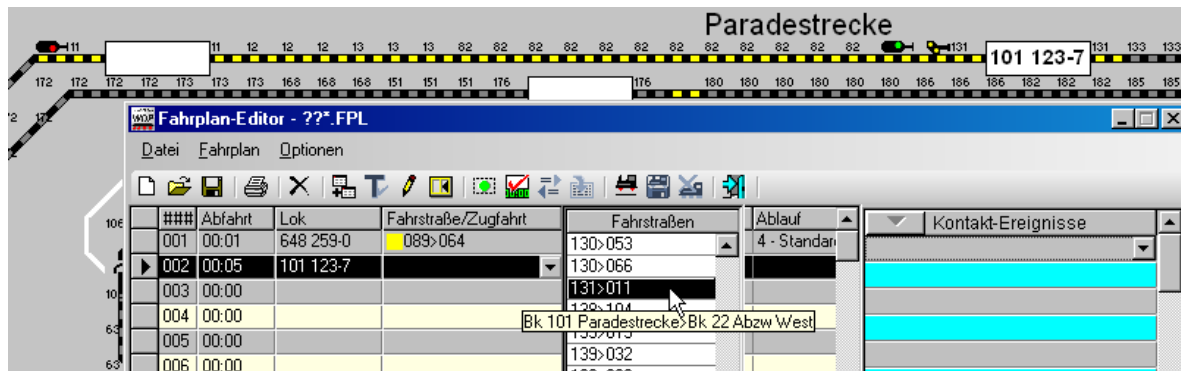 Paradestrecke
11 11 12 12 12 13 13 13 82 82 82 82 82 82 82 82 82 82 82 82 131 131 133 133
101 123-7
172 172 172 172 173 173 173 168 168 168 151 151 151 176 176 180 180 180 180 180 180 186 186 186 182 182 182 185 185
Fahrplan-Editor - ??*.FPL
Datei Fahrplan Optionen
### Abfahrt Lok Fahrstraße/Zugfahrt Fahrstraßen Ablauf Kontakt-Ereignisse
001 00:01 648 259-0 089>064 130>053 4 - Standard
002 00:05 101 123-7 130>066
003 00:00 131>011
004 00:00
Bk 101 Paradestrecke>Bk 22 Abzw West
005 00:00
006 00:00 139>032